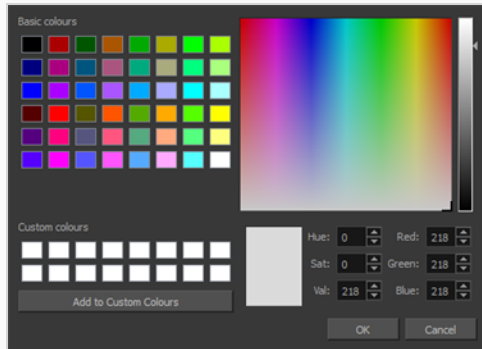 Basic colours
Custom colours
Add to Custom Colours
Hue: 0 Red: 218
Sat: 0 Green: 218
Val: 218 Blue: 218
OK Cancel